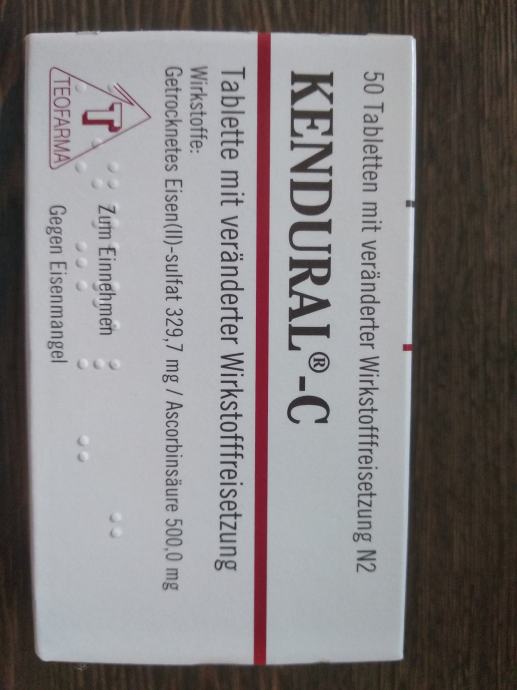 50 Tabletten mit veränderter Wirkstofffreisetzung N2
KENDURAL®-C
Tablette mit veränderter Wirkstofffreisetzung
Wirkstoffe:
Getrocknetes Eisen(II)-sulfat 329,7 mg / Ascorbinsäure 500,0 mg
T
TEOFARMA
Zum Einnehmen
Gegen Eisenmangel